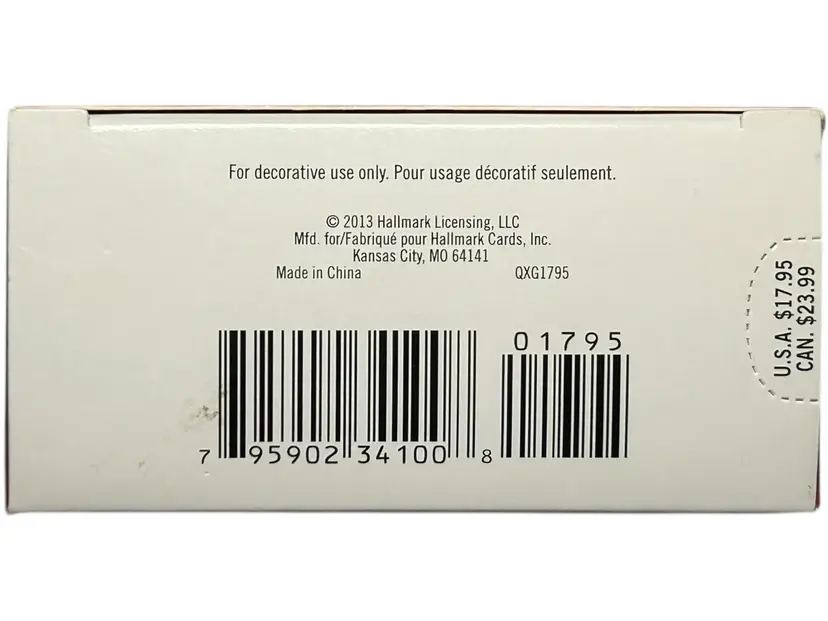 For decorative use only. Pour usage décoratif seulement.
© 2013 Hallmark Licensing, LLC
Mfd. for/Fabriqué pour Hallmark Cards, Inc.
Kansas City, MO 64141
Made in China QXG1795
U.S.A. $17.95
CAN. $23.99
01795
7 95902 34100 8